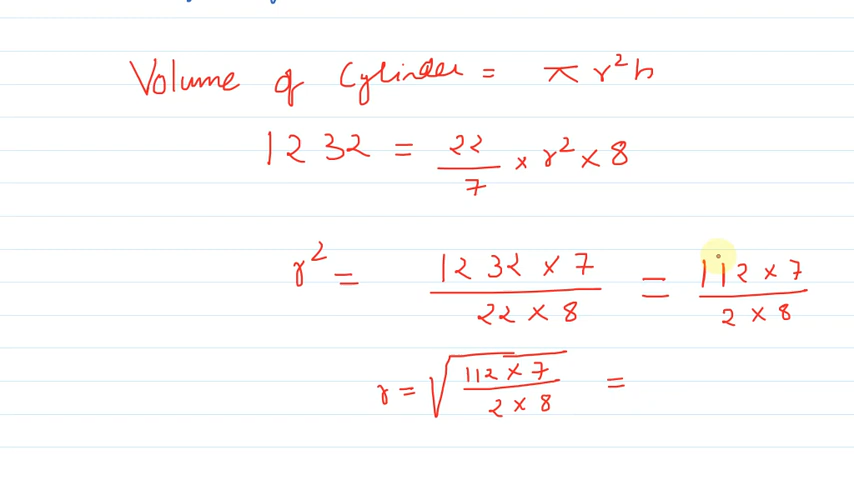 Volume of Cylinder = π r²h
1232 = 22/7 × r² × 8
r² = 1232 × 7 / 22 × 8 = 112 × 7 / 2 × 8
r = √(112 × 7 / 2 × 8) =